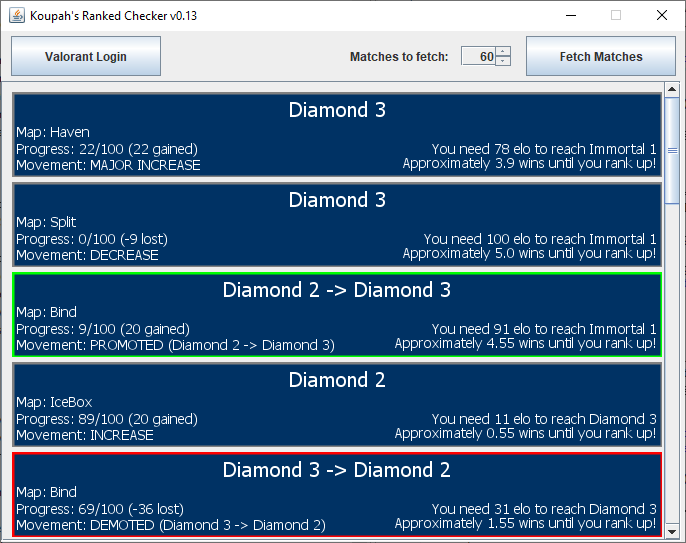 Koupah's Ranked Checker v0.13
Valorant Login
Matches to fetch: 60
Fetch Matches
Diamond 3
Map: Haven
Progress: 22/100 (22 gained)
You need 78 elo to reach Immortal 1
Movement: MAJOR INCREASE
Approximately 3.9 wins until you rank up!
Diamond 3
Map: Split
Progress: 0/100 (-9 lost)
You need 100 elo to reach Immortal 1
Movement: DECREASE
Approximately 5.0 wins until you rank up!
Diamond 2 -> Diamond 3
Map: Bind
Progress: 9/100 (20 gained)
You need 91 elo to reach Immortal 1
Movement: PROMOTED (Diamond 2 -> Diamond 3)
Approximately 4.55 wins until you rank up!
Diamond 2
Map: IceBox
Progress: 89/100 (20 gained)
You need 11 elo to reach Diamond 3
Movement: INCREASE
Approximately 0.55 wins until you rank up!
Diamond 3 -> Diamond 2
Map: Bind
Progress: 69/100 (-36 lost)
You need 31 elo to reach Diamond 3
Movement: DEMOTED (Diamond 3 -> Diamond 2)
Approximately 1.55 wins until you rank up!